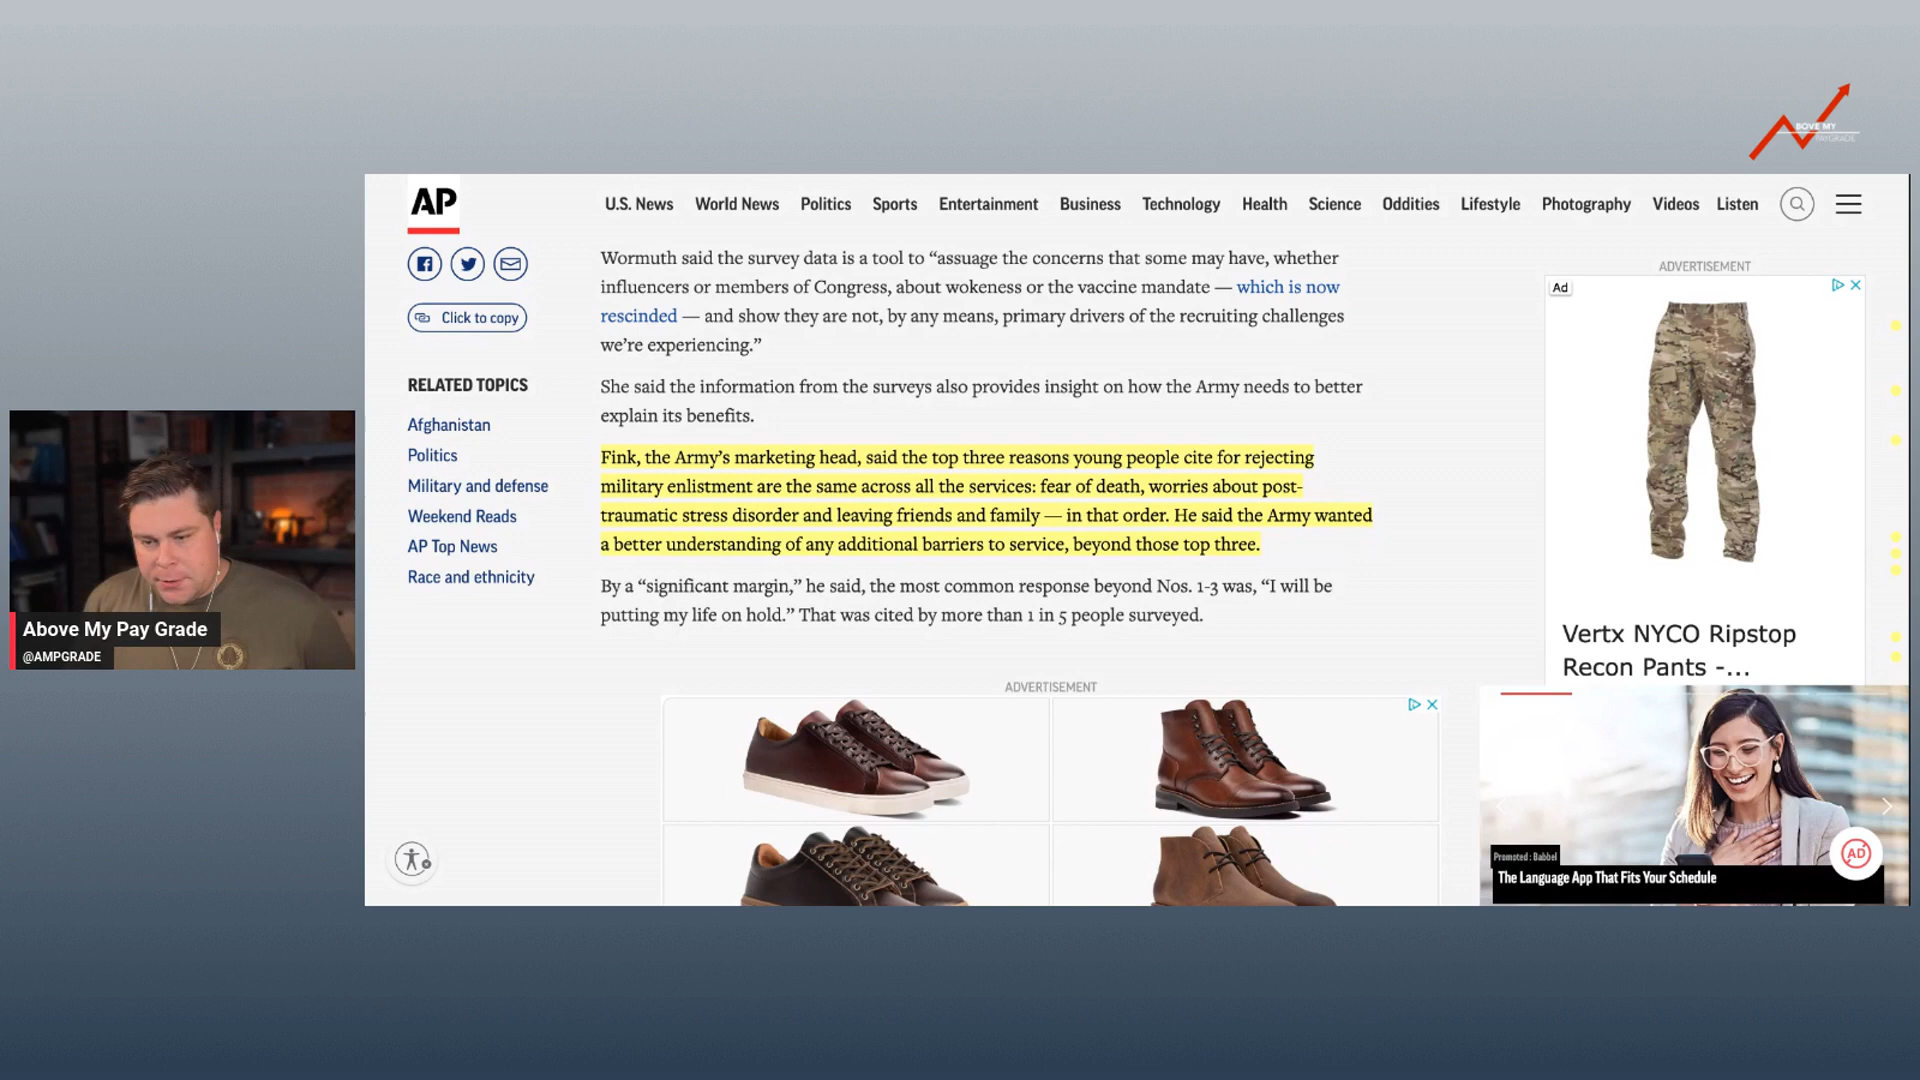 BOVE MY
PAYGRADE
AP
U.S. News World News Politics Sports Entertainment Business Technology Health Science Oddities Lifestyle Photography Videos Listen
Click to copy
RELATED TOPICS
Afghanistan
Politics
Military and defense
Weekend Reads
AP Top News
Race and ethnicity
Wormuth said the survey data is a tool to “assuage the concerns that some may have, whether
influencers or members of Congress, about wokeness or the vaccine mandate — which is now
rescinded — and show they are not, by any means, primary drivers of the recruiting challenges
we’re experiencing.”
She said the information from the surveys also provides insight on how the Army needs to better
explain its benefits.
Fink, the Army’s marketing head, said the top three reasons young people cite for rejecting
military enlistment are the same across all the services: fear of death, worries about post-
traumatic stress disorder and leaving friends and family — in that order. He said the Army wanted
a better understanding of any additional barriers to service, beyond those top three.
By a “significant margin,” he said, the most common response beyond Nos. 1-3 was, “I will be
putting my life on hold.” That was cited by more than 1 in 5 people surveyed.
ADVERTISEMENT
ADVERTISEMENT
Ad
Vertx NYCO Ripstop
Recon Pants -...
Promoted : Babbel
The Language App That Fits Your Schedule
AD
Above My Pay Grade
@AMPGRADE